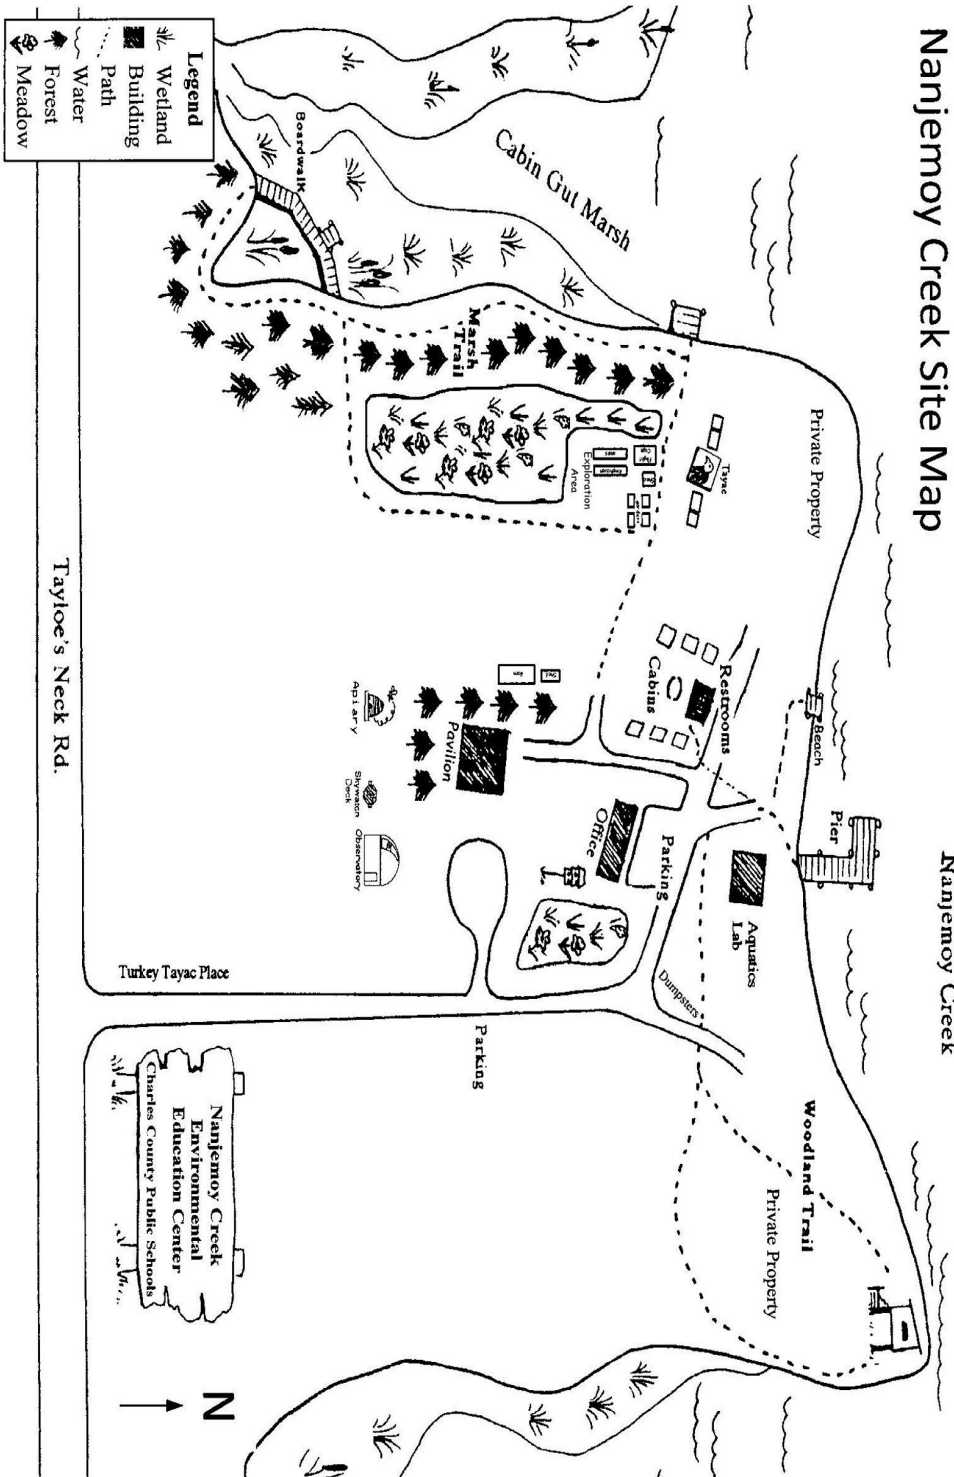 Nanjemoy Creek Site Map
Nanjemoy Creek
Cabin Gut Marsh
Private Property
Beach
Pier
Boardwalk
Marsh
Trail
Tayac
Exploration
Area
Restrooms
Cabins
Aquatics
Lab
Parking
Office
Pavilion
Dumpsters
Woodland Trail
Private Property
Apiary
Skywatch
Deck
Observatory
Parking
Turkey Tayac Place
Tayloe's Neck Rd.
Legend
Wetland
Building
Path
Water
Forest
Meadow
Nanjemoy Creek
Environmental
Education Center
Charles County Public Schools
N